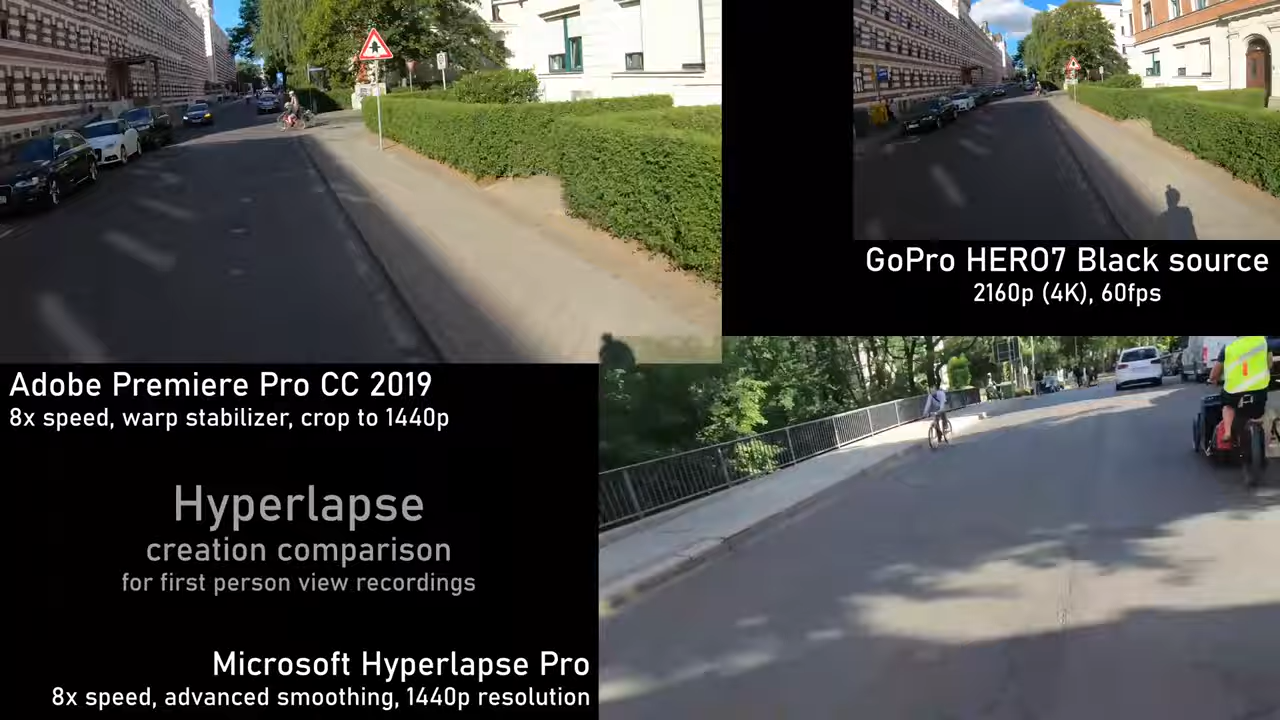 GoPro HERO7 Black source
2160p (4K), 60fps
Adobe Premiere Pro CC 2019
8x speed, warp stabilizer, crop to 1440p
Hyperlapse
creation comparison
for first person view recordings
Microsoft Hyperlapse Pro
8x speed, advanced smoothing, 1440p resolution